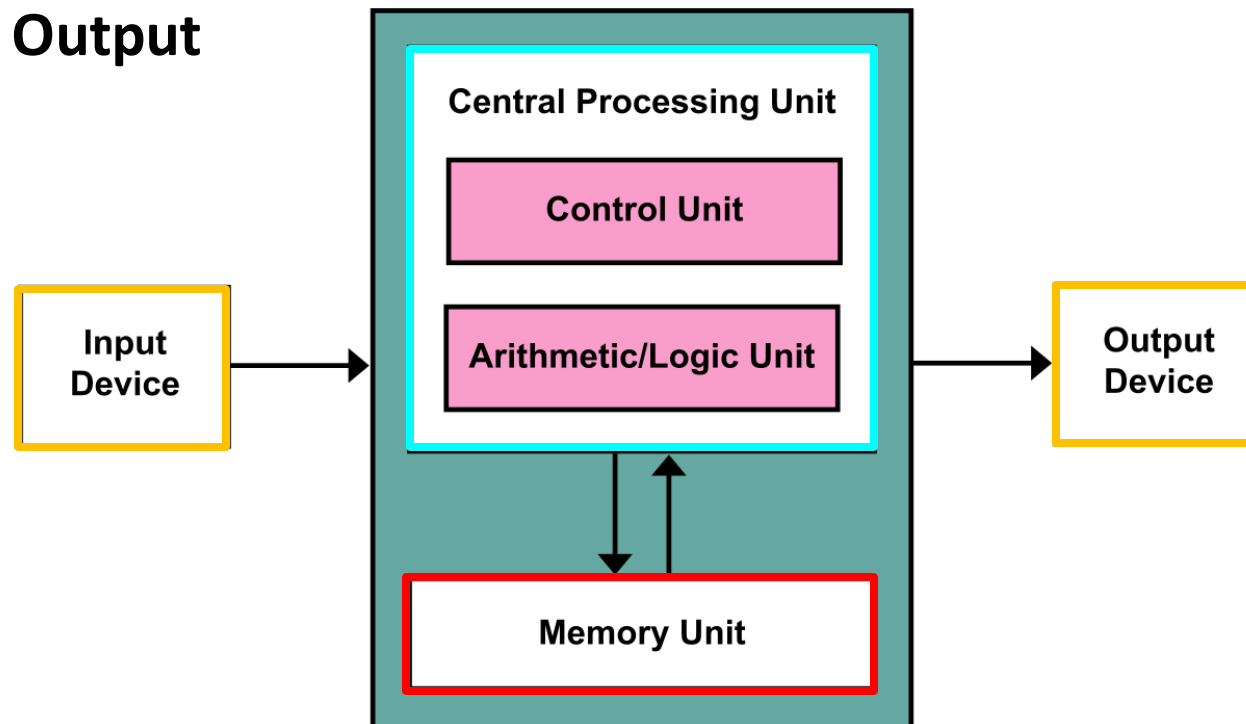 Output
Central Processing Unit
Control Unit
Arithmetic/Logic Unit
Input
Device
Output
Device
Memory Unit